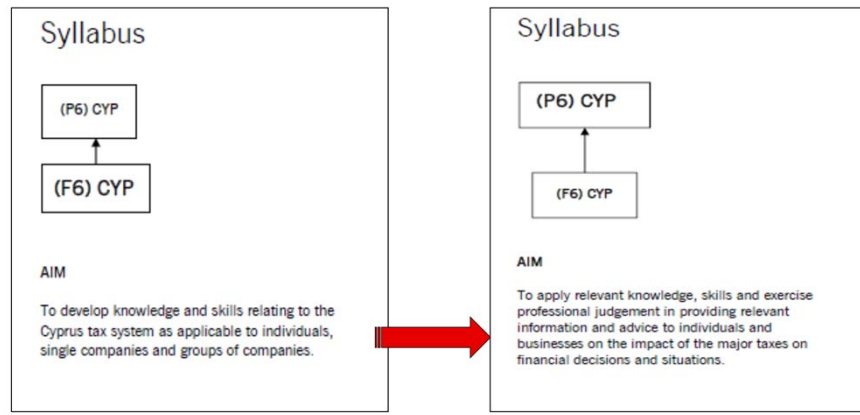 Syllabus
(P6) CYP
(F6) CYP
AIM
To develop knowledge and skills relating to the
Cyprus tax system as applicable to individuals,
single companies and groups of companies.
Syllabus
(P6) CYP
(F6) CYP
AIM
To apply relevant knowledge, skills and exercise
professional judgement in providing relevant
information and advice to individuals and
businesses on the impact of the major taxes on
financial decisions and situations.